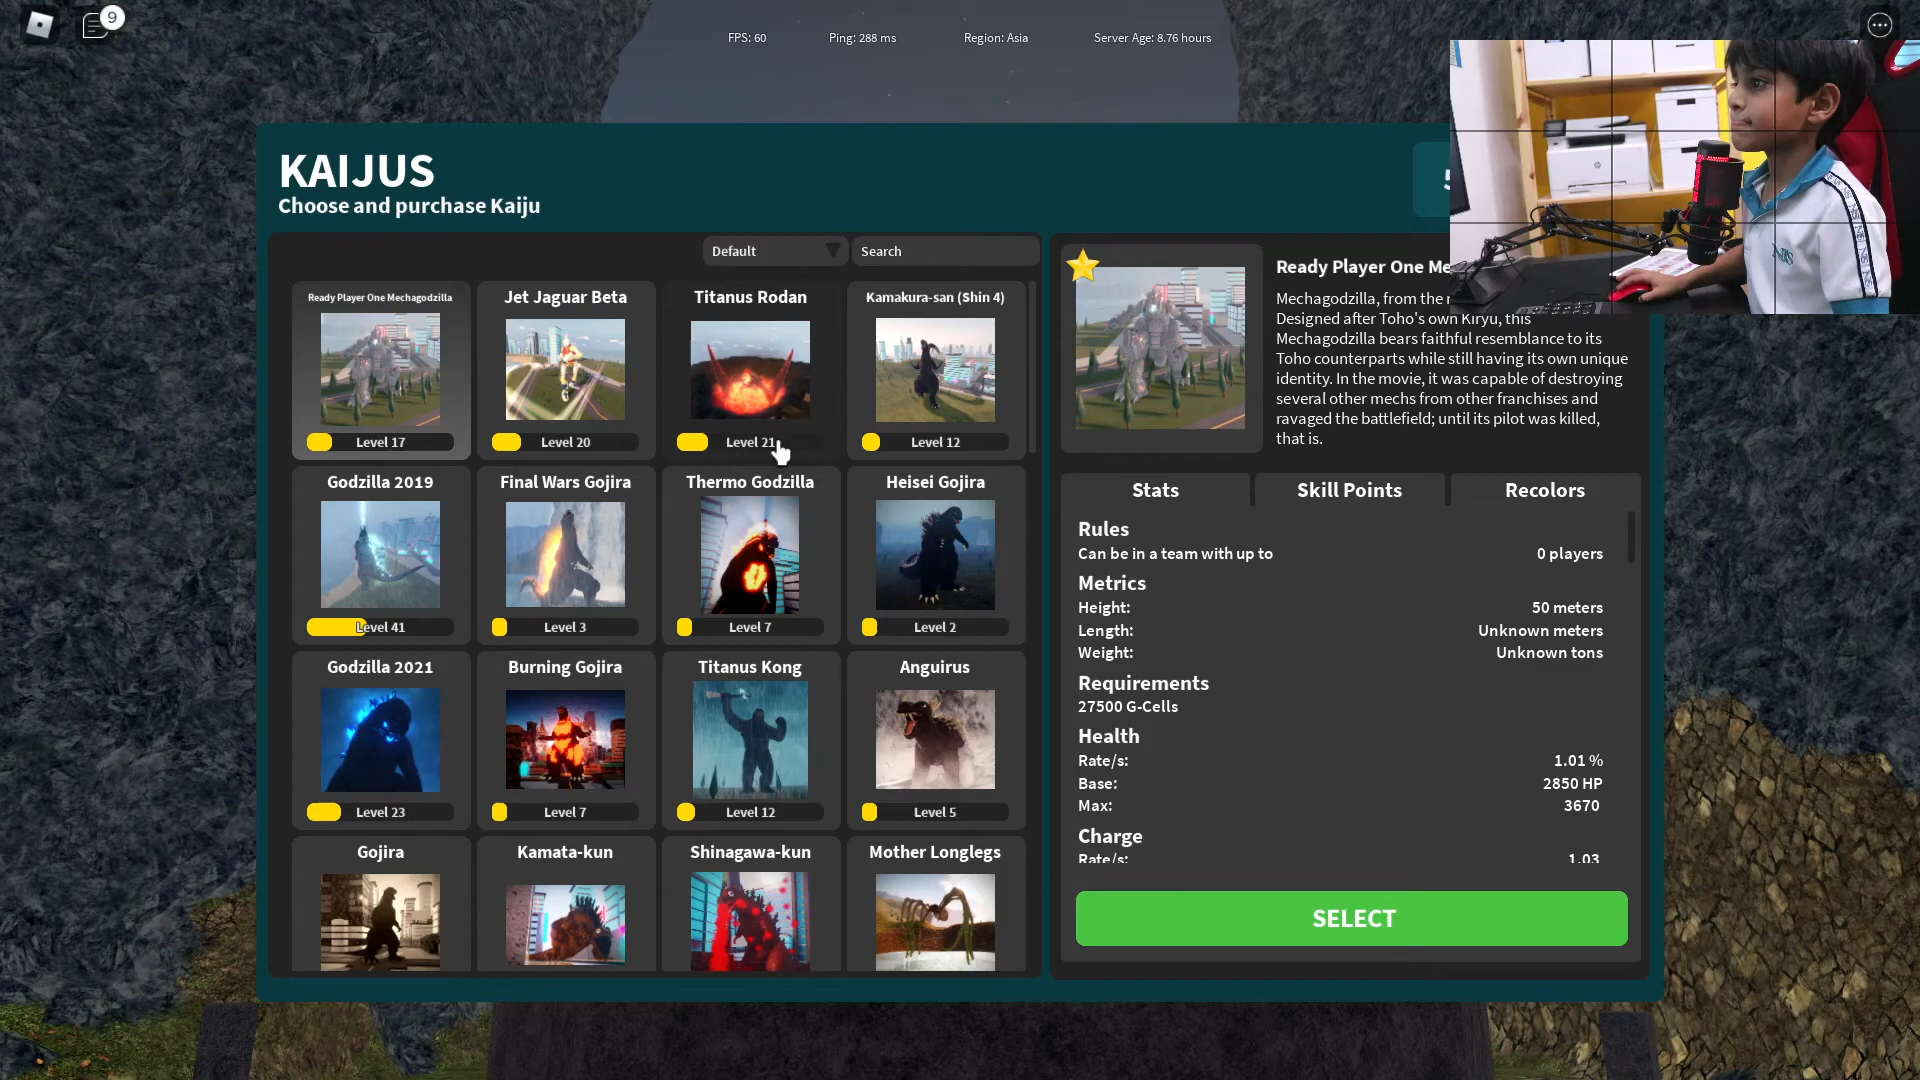 9
FPS: 60
Ping: 288 ms
Region: Asia
Server Age: 8.76 hours
KAIJUS
Choose and purchase Kaiju
Default
Search
Ready Player One Mechagodzilla
Jet Jaguar Beta
Titanus Rodan
Kamakura-san (Shin 4)
Level 17
Level 20
Level 21
Level 12
Godzilla 2019
Final Wars Gojira
Thermo Godzilla
Heisei Gojira
Level 41
Level 3
Level 7
Level 2
Godzilla 2021
Burning Gojira
Titanus Kong
Anguirus
Level 23
Level 7
Level 12
Level 5
Gojira
Kamata-kun
Shinagawa-kun
Mother Longlegs
Ready Player One Me
Mechagodzilla, from the
Designed after Toho's own Kiryu, this
Mechagodzilla bears faithful resemblance to its
Toho counterparts while still having its own unique
identity. In the movie, it was capable of destroying
several other mechs from other franchises and
ravaged the battlefield; until its pilot was killed,
that is.
Stats
Skill Points
Recolors
Rules
Can be in a team with up to 0 players
Metrics
Height: 50 meters
Length: Unknown meters
Weight: Unknown tons
Requirements
27500 G-Cells
Health
Rate/s: 1.01 %
Base: 2850 HP
Max: 3670
Charge
Rate/s: 1.03
SELECT